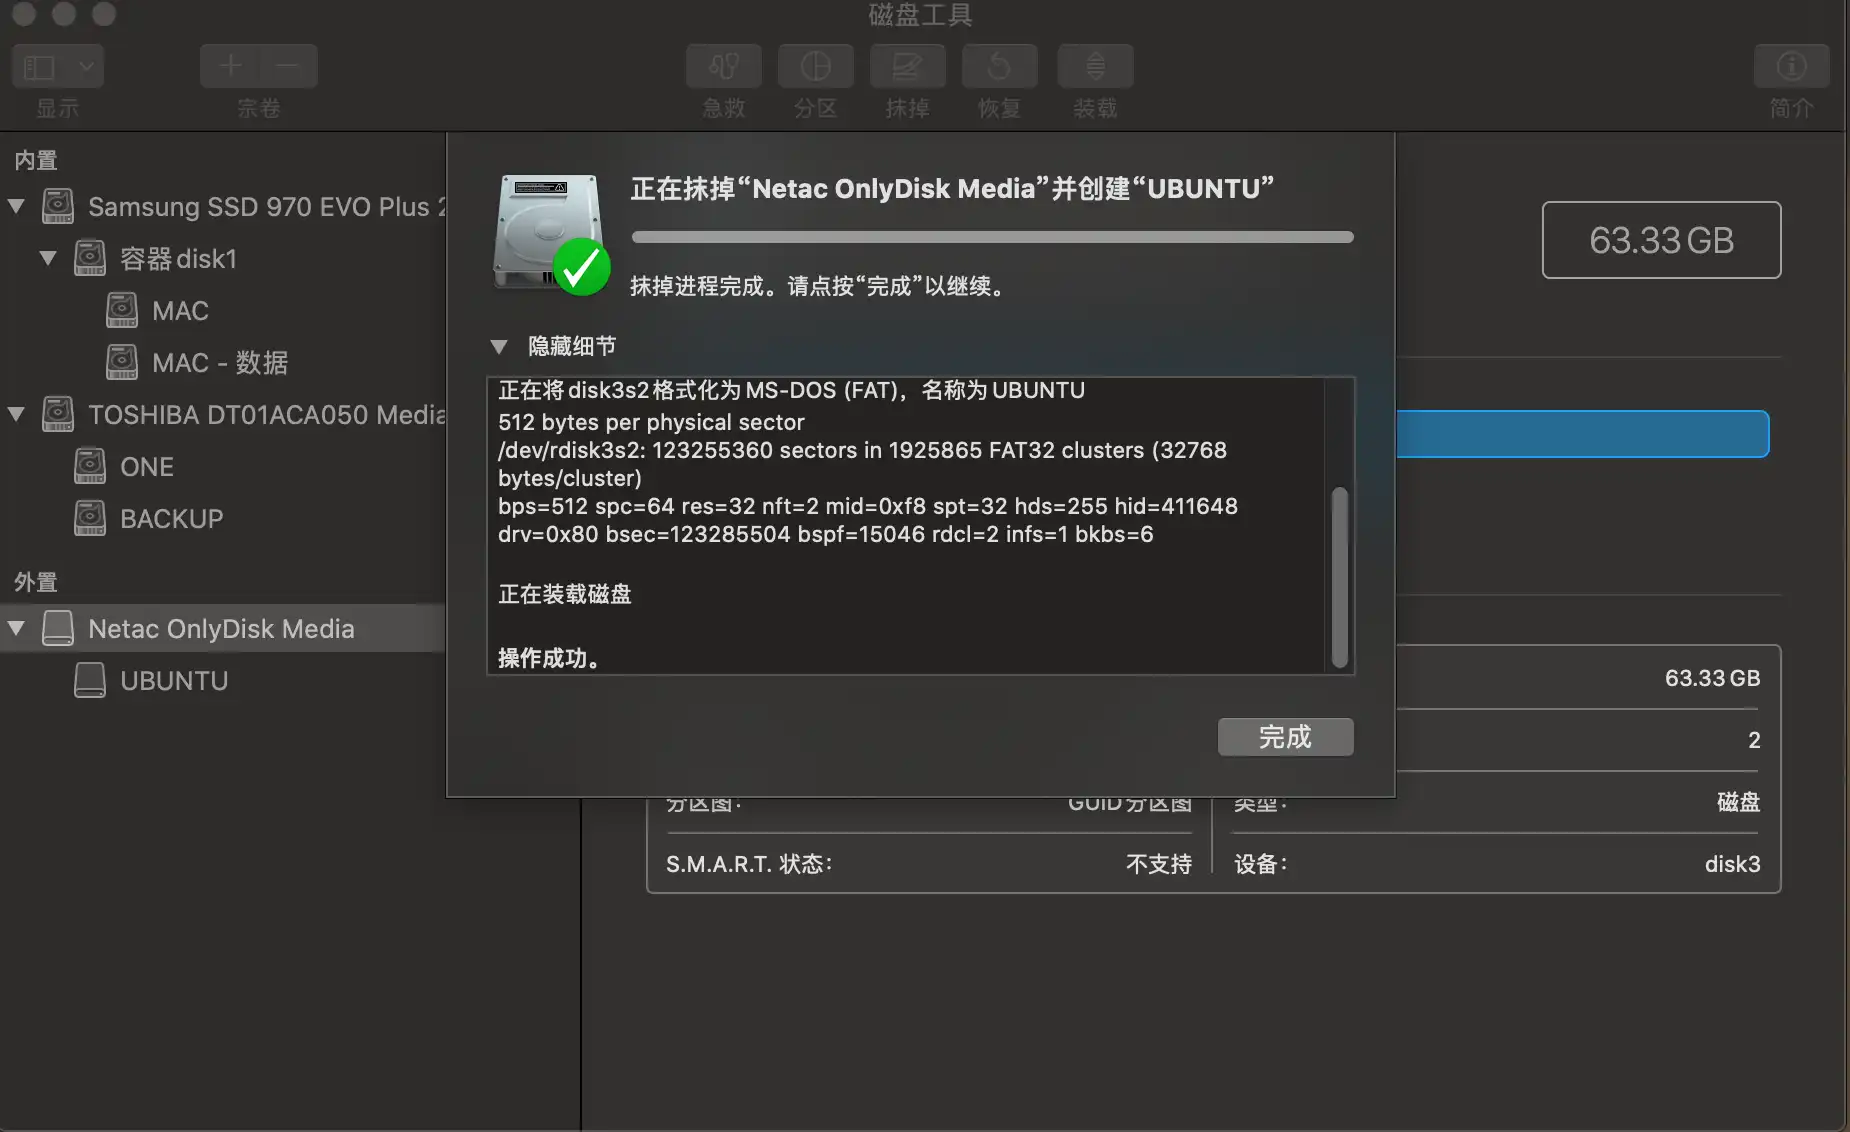 磁盘工具
显示
宗卷
急救
分区
抹掉
恢复
装载
简介
内置
Samsung SSD 970 EVO Plus 2
容器disk1
MAC
MAC - 数据
TOSHIBA DT01ACA050 Media
ONE
BACKUP
外置
Netac OnlyDisk Media
UBUNTU
正在抹掉“Netac OnlyDisk Media”并创建“UBUNTU”
抹掉进程完成。请点按“完成”以继续。
隐藏细节
正在将disk3s2格式化为MS-DOS (FAT)，名称为UBUNTU
512 bytes per physical sector
/dev/rdisk3s2: 123255360 sectors in 1925865 FAT32 clusters (32768
bytes/cluster)
bps=512 spc=64 res=32 nft=2 mid=0xf8 spt=32 hds=255 hid=411648
drv=0x80 bsec=123285504 bspf=15046 rdcl=2 infs=1 bkbs=6
正在装载磁盘
操作成功。
完成
63.33 GB
63.33 GB
2
分区图： GUID分区图
类型： 磁盘
S.M.A.R.T. 状态： 不支持
设备： disk3